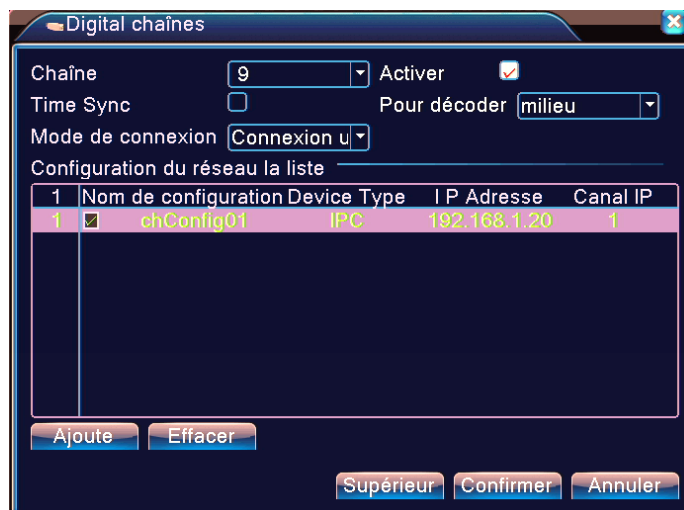 Digital chaînes
Chaîne 9 Activer
Time Sync Pour décoder milieu
Mode de connexion Connexion u
Configuration du réseau la liste
1 Nom de configuration Device Type I P Adresse Canal IP
1 chConfig01 IPC 192.168.1.20 1
Ajoute Effacer
Supérieur Confirmer Annuler